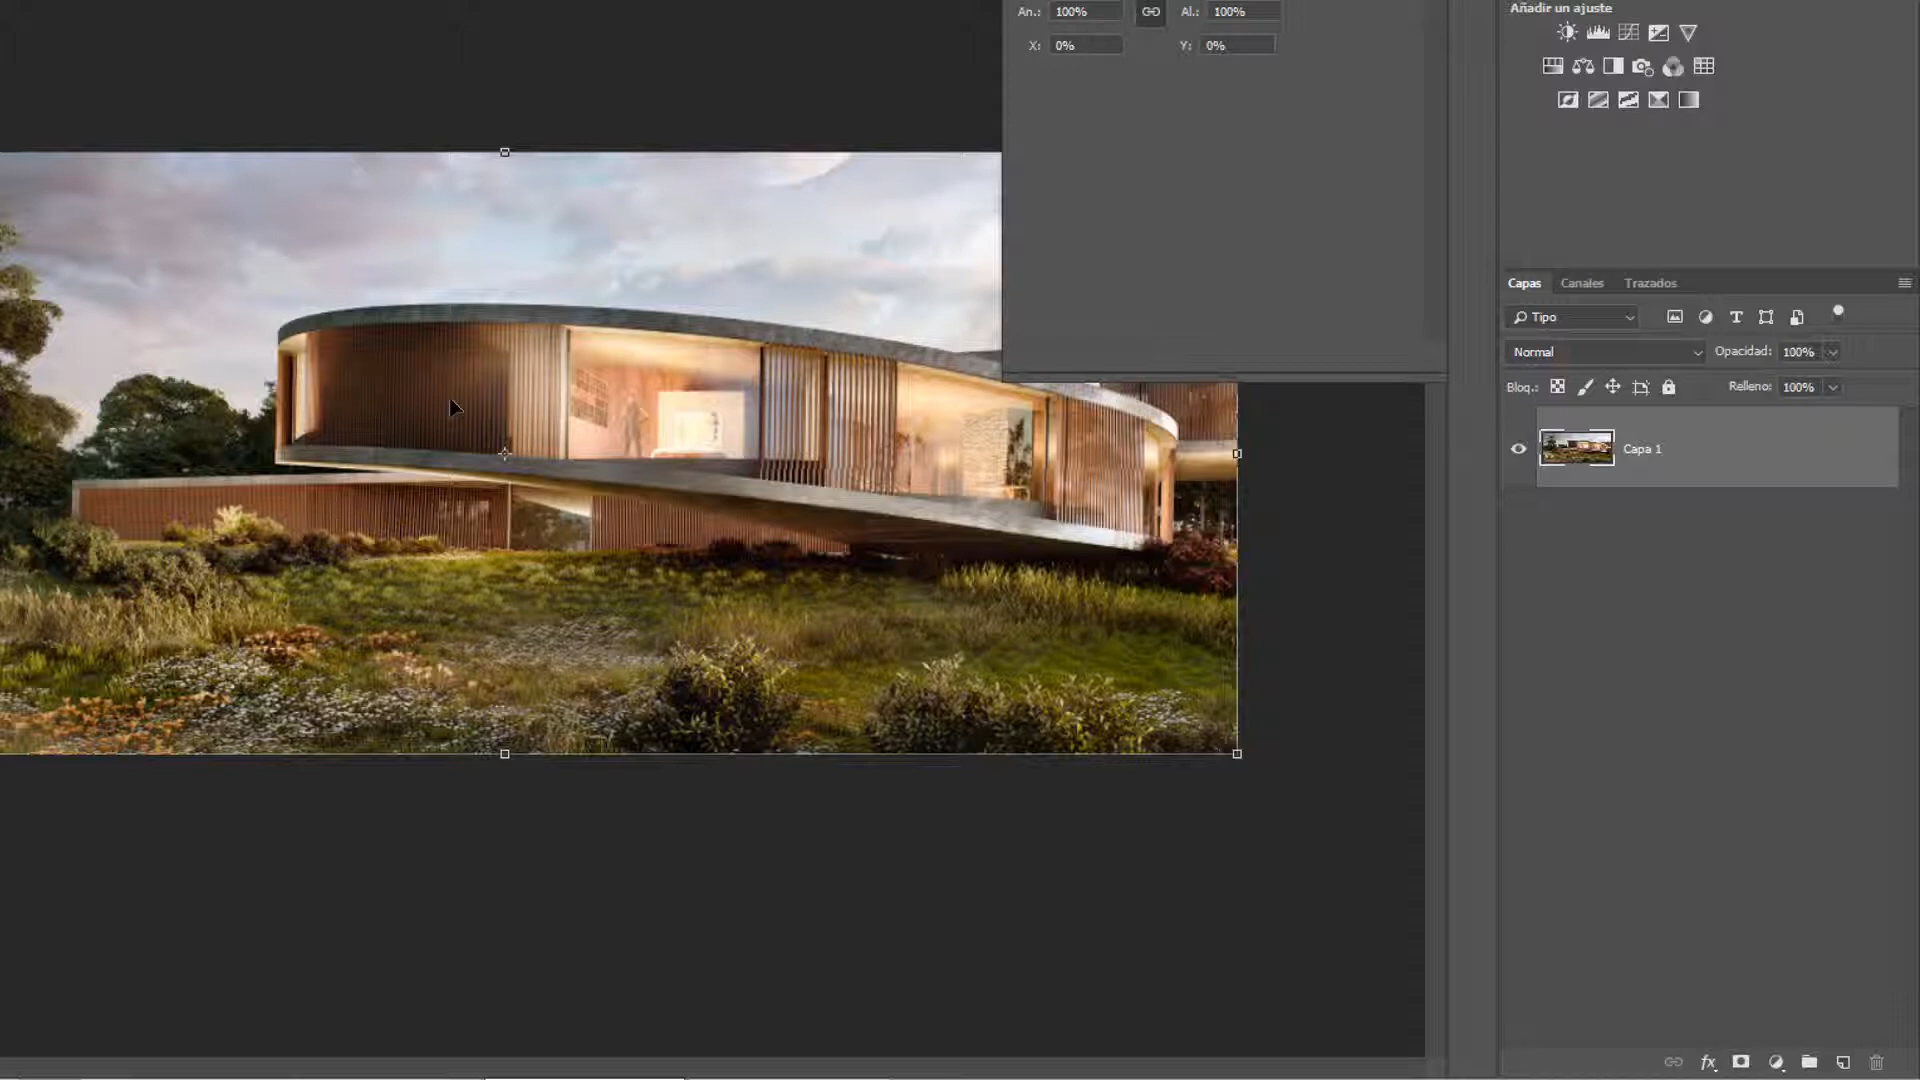 Añadir un ajuste
An.: 100% Al.: 100%
X: 0% Y: 0%
Capas Canales Trazados
Tipo
Normal Opacidad: 100%
Bloq.: Relleno: 100%
Capa 1
fx